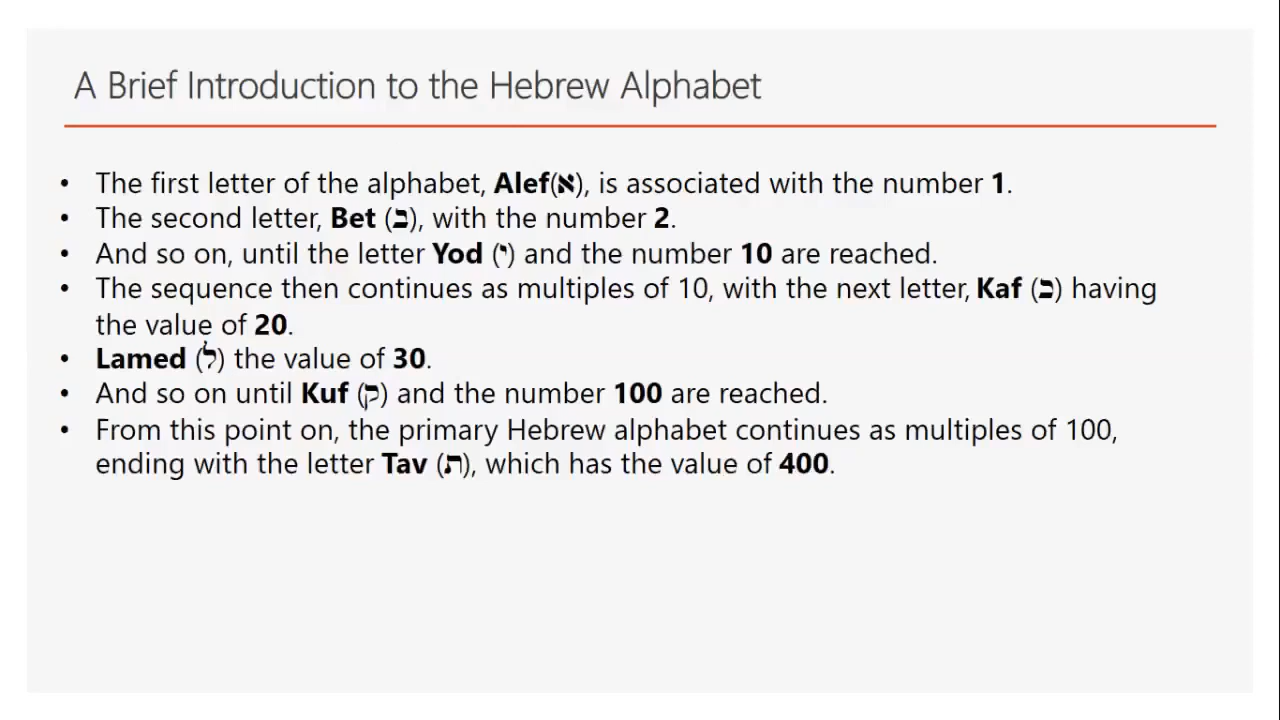 A Brief Introduction to the Hebrew Alphabet
• The first letter of the alphabet, Alef(א), is associated with the number 1.
• The second letter, Bet (ב), with the number 2.
• And so on, until the letter Yod (י) and the number 10 are reached.
• The sequence then continues as multiples of 10, with the next letter, Kaf (כ) having
the value of 20.
• Lamed (ל) the value of 30.
• And so on until Kuf (ק) and the number 100 are reached.
• From this point on, the primary Hebrew alphabet continues as multiples of 100,
ending with the letter Tav (ת), which has the value of 400.